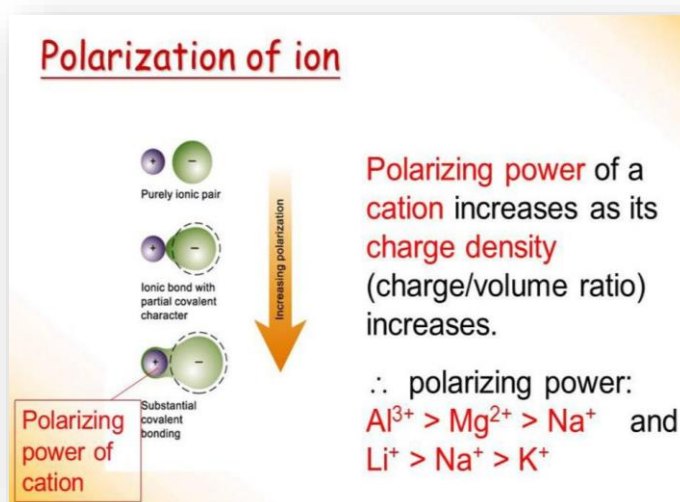 Polarization of ion
+ −
Purely ionic pair
+ −
Ionic bond with
partial covalent
character
+ −
Substantial
covalent
bonding
Increasing polarization
Polarizing
power of
cation
Polarizing power of a
cation increases as its
charge density
(charge/volume ratio)
increases.
∴ polarizing power:
Al³⁺ > Mg²⁺ > Na⁺ and
Li⁺ > Na⁺ > K⁺